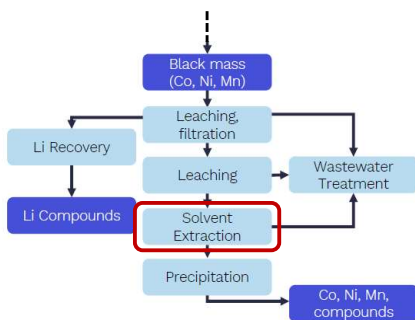 Black mass
(Co, Ni, Mn)
Leaching,
filtration
Li Recovery
Leaching
Wastewater
Treatment
Li Compounds
Solvent
Extraction
Precipitation
Co, Ni, Mn,
compounds